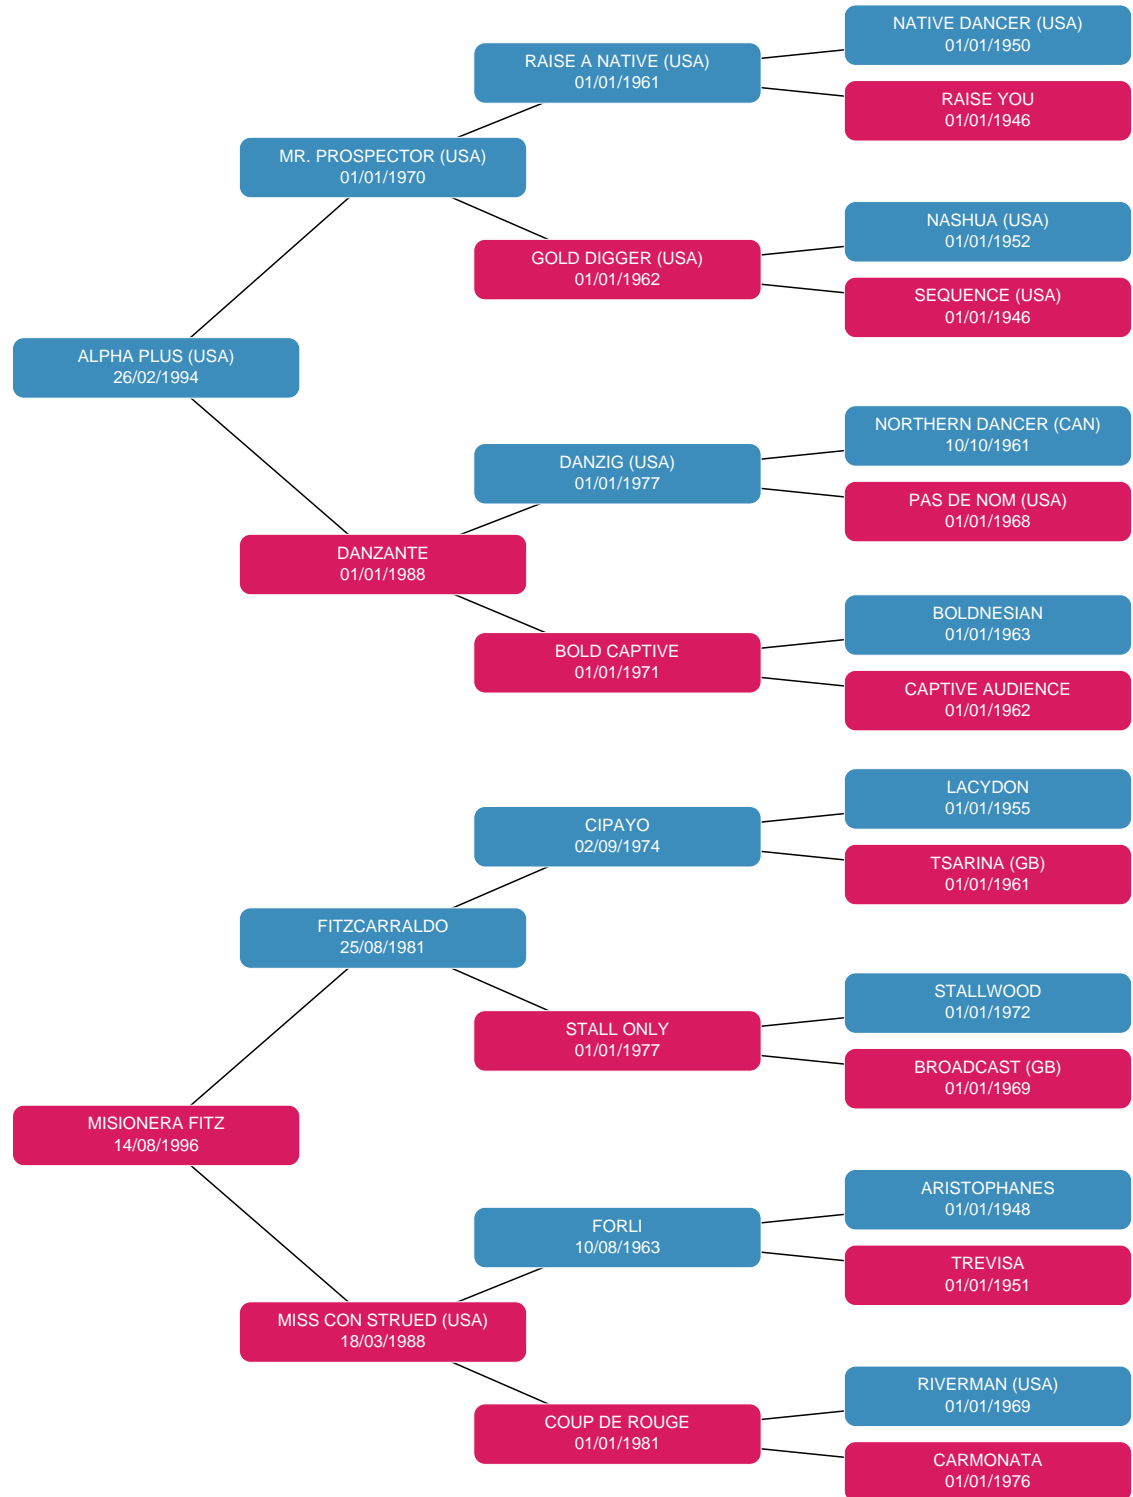 NATIVE DANCER (USA)
01/01/1950
RAISE A NATIVE (USA)
01/01/1961
RAISE YOU
01/01/1946
MR. PROSPECTOR (USA)
01/01/1970
NASHUA (USA)
01/01/1952
GOLD DIGGER (USA)
01/01/1962
SEQUENCE (USA)
01/01/1946
ALPHA PLUS (USA)
26/02/1994
NORTHERN DANCER (CAN)
10/10/1961
DANZIG (USA)
01/01/1977
PAS DE NOM (USA)
01/01/1968
DANZANTE
01/01/1988
BOLDNESIAN
01/01/1963
BOLD CAPTIVE
01/01/1971
CAPTIVE AUDIENCE
01/01/1962
LACYDON
01/01/1955
CIPAYO
02/09/1974
TSARINA (GB)
01/01/1961
FITZCARRALDO
25/08/1981
STALLWOOD
01/01/1972
STALL ONLY
01/01/1977
BROADCAST (GB)
01/01/1969
MISIONERA FITZ
14/08/1996
ARISTOPHANES
01/01/1948
FORLI
10/08/1963
TREVISA
01/01/1951
MISS CON STRUED (USA)
18/03/1988
RIVERMAN (USA)
01/01/1969
COUP DE ROUGE
01/01/1981
CARMONATA
01/01/1976